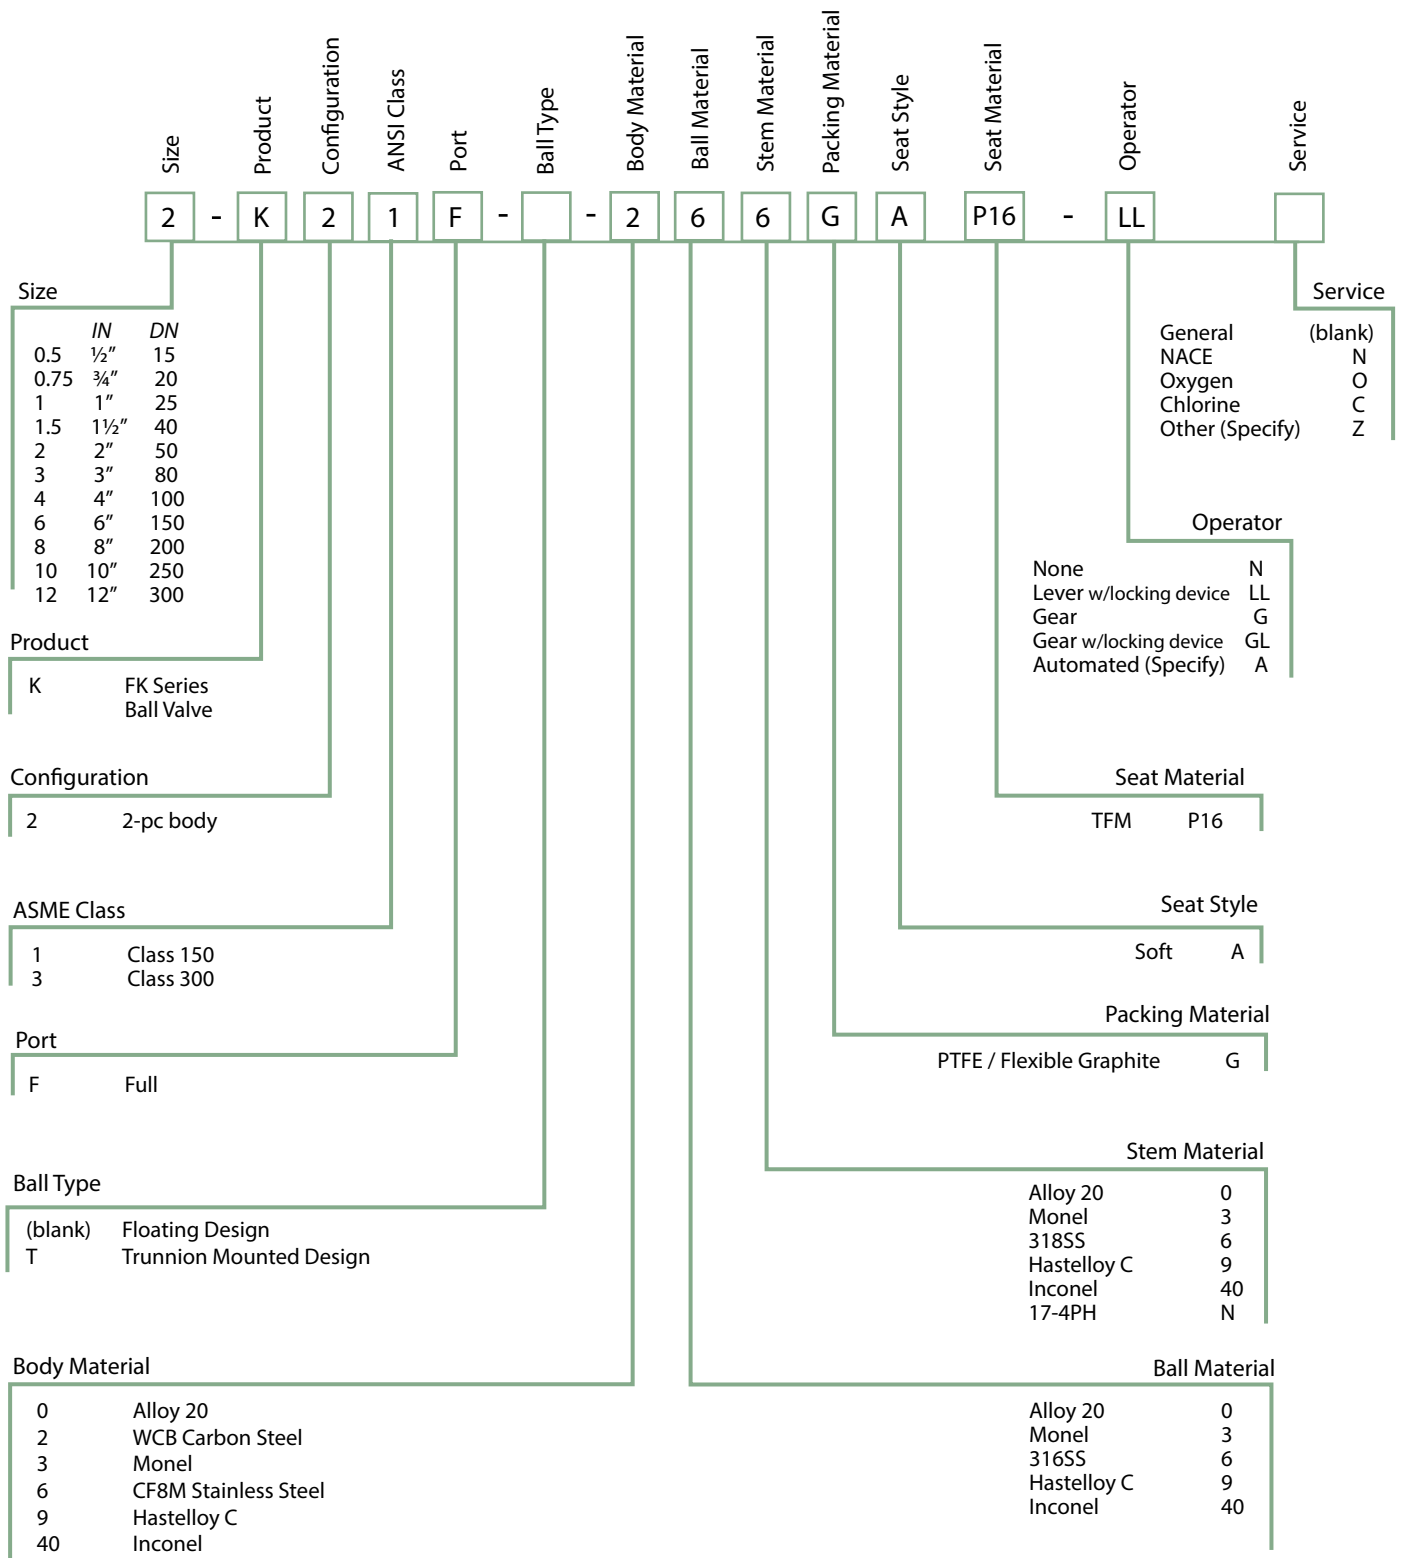 Size
Product
Configuration
ANSI Class
Port
Ball Type
Body Material
Ball Material
Stem Material
Packing Material
Seat Style
Seat Material
Operator
Service
2 - K 2 1 F - - 2 6 6 G A P16 - LL
Size
IN DN
0.5 ½″ 15
0.75 ¾″ 20
1 1″ 25
1.5 1½″ 40
2 2″ 50
3 3″ 80
4 4″ 100
6 6″ 150
8 8″ 200
10 10″ 250
12 12″ 300
Product
K FK Series
Ball Valve
Configuration
2 2-pc body
ASME Class
1 Class 150
3 Class 300
Port
F Full
Ball Type
(blank) Floating Design
T Trunnion Mounted Design
Body Material
0 Alloy 20
2 WCB Carbon Steel
3 Monel
6 CF8M Stainless Steel
9 Hastelloy C
40 Inconel
Service
General (blank)
NACE N
Oxygen O
Chlorine C
Other (Specify) Z
Operator
None N
Lever w/locking device LL
Gear G
Gear w/locking device GL
Automated (Specify) A
Seat Material
TFM P16
Seat Style
Soft A
Packing Material
PTFE / Flexible Graphite G
Stem Material
Alloy 20 0
Monel 3
318SS 6
Hastelloy C 9
Inconel 40
17-4PH N
Ball Material
Alloy 20 0
Monel 3
316SS 6
Hastelloy C 9
Inconel 40